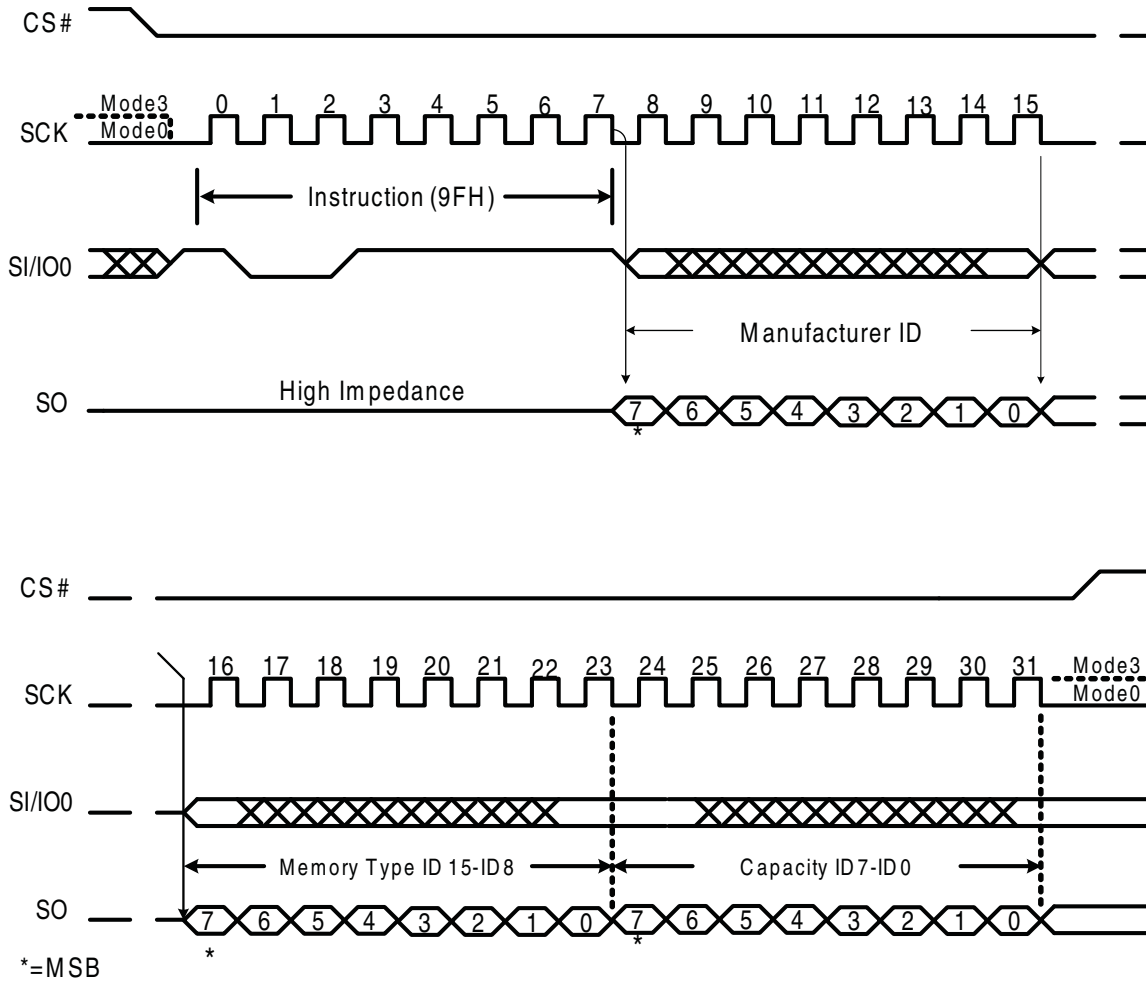 CS#
Mode3
SCK Mode0
0 1 2 3 4 5 6 7 8 9 10 11 12 13 14 15
Instruction (9FH)
SI/IO0
Manufacturer ID
High Impedance
SO
7 6 5 4 3 2 1 0
*
CS#
16 17 18 19 20 21 22 23 24 25 26 27 28 29 30 31
Mode3
SCK
Mode0
SI/IO0
Memory Type ID 15-ID8
Capacity ID7-ID0
SO
7 6 5 4 3 2 1 0 7 6 5 4 3 2 1 0
* *
*=MSB